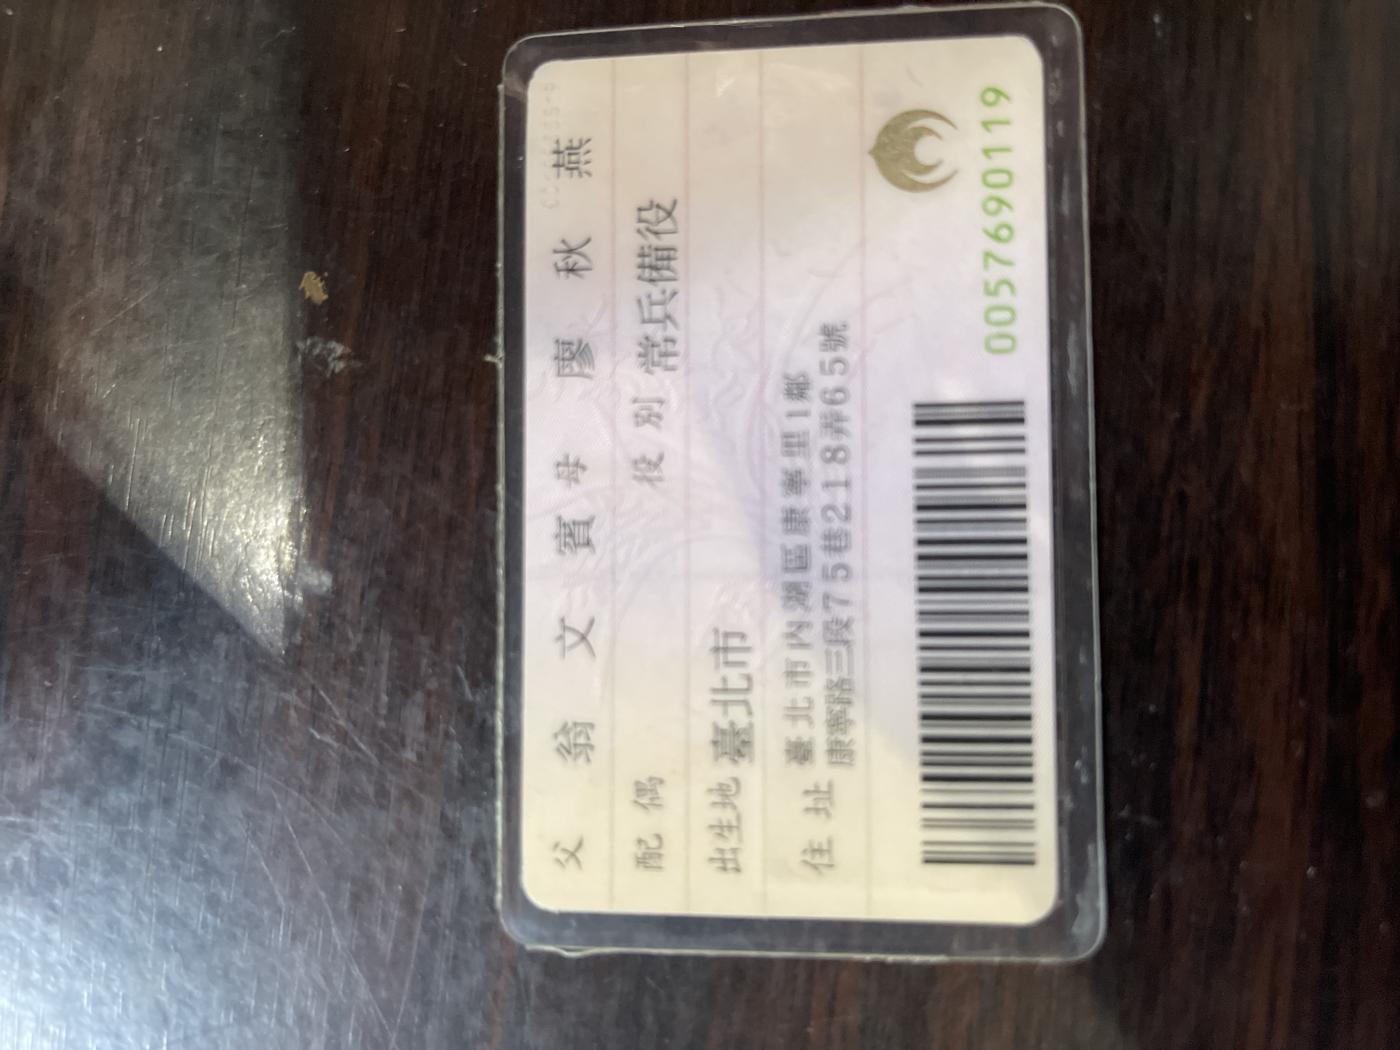 父 翁文賓 母 廖秋燕
配偶 役別 常兵備役
出生地 臺北市
住址 臺北市內湖區康寧里1鄰
康寧路三段75巷218弄65號
0057690119